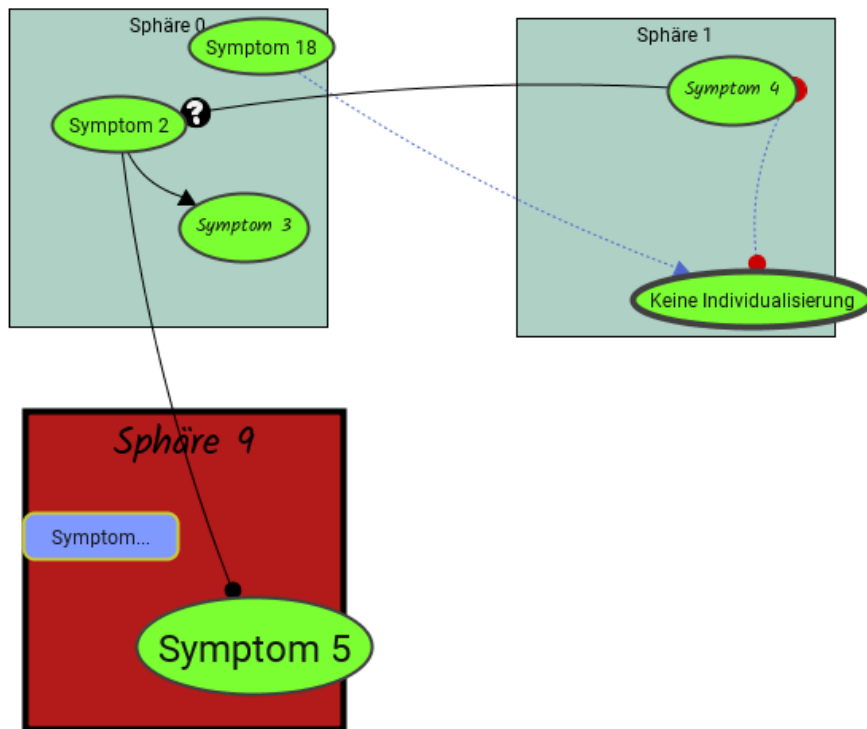 Sphäre 0
Symptom 18
Symptom 2
?
Symptom 3
Sphäre 1
Symptom 4
Keine Individualisierung
Sphäre 9
Symptom...
Symptom 5